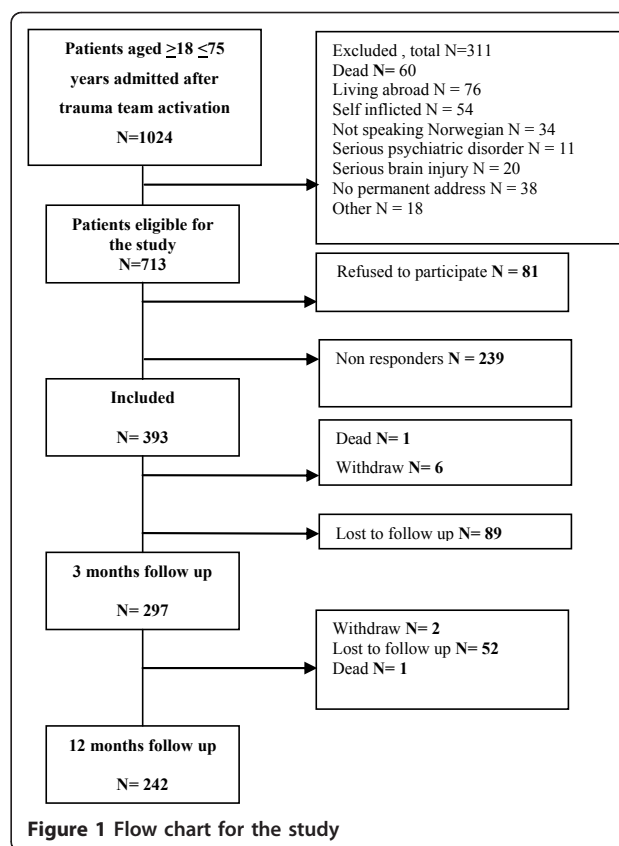 Patients aged ≥18 ≤75
years admitted after
trauma team activation
N=1024
Excluded , total N=311
Dead N= 60
Living abroad N = 76
Self inflicted N = 54
Not speaking Norwegian N = 34
Serious psychiatric disorder N = 11
Serious brain injury N = 20
No permanent address N = 38
Other N = 18
Patients eligible for
the study
N=713
Refused to participate N = 81
Non responders N = 239
Included
N= 393
Dead N= 1
Withdraw N= 6
Lost to follow up N= 89
3 months follow up
N= 297
Withdraw N= 2
Lost to follow up N= 52
Dead N= 1
12 months follow up
N= 242
Figure 1 Flow chart for the study